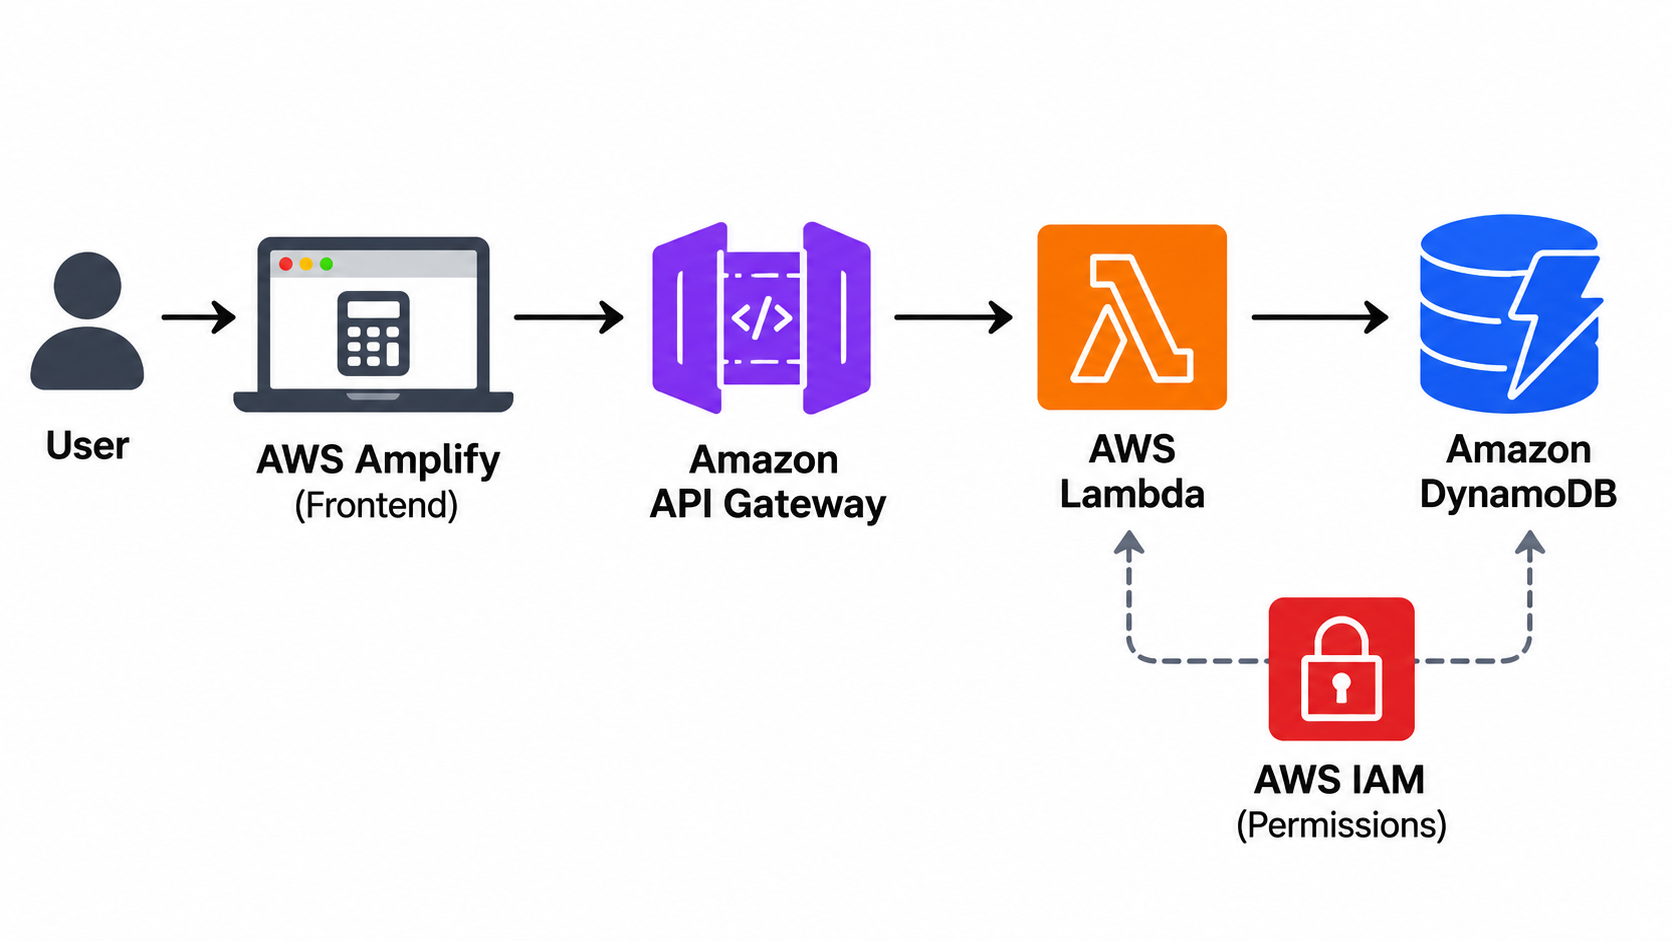 User
AWS Amplify
(Frontend)
</>
Amazon
API Gateway
AWS
Lambda
Amazon
DynamoDB
AWS IAM
(Permissions)